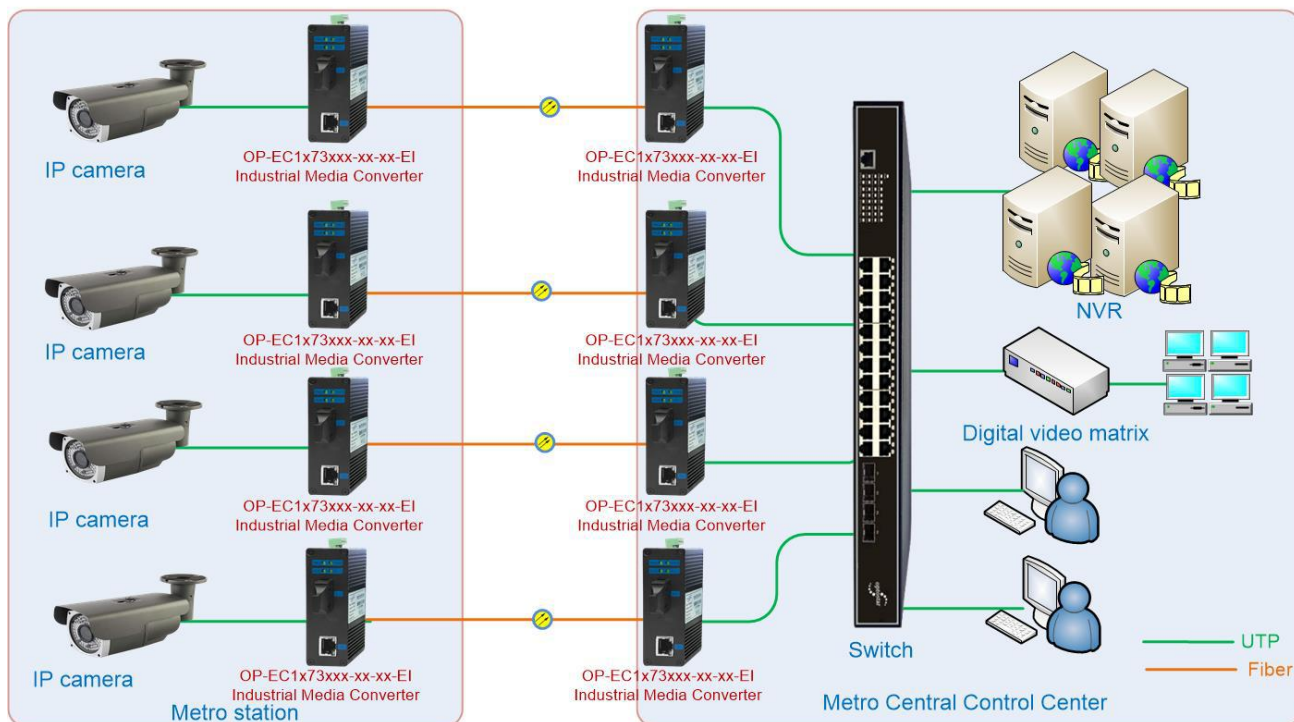 OP-EC1x73xxx-xx-xx-EI
Industrial Media Converter
OP-EC1x73xxx-xx-xx-EI
Industrial Media Converter
IP camera
NVR
OP-EC1x73xxx-xx-xx-EI
Industrial Media Converter
OP-EC1x73xxx-xx-xx-EI
Industrial Media Converter
IP camera
Digital video matrix
OP-EC1x73xxx-xx-xx-EI
Industrial Media Converter
OP-EC1x73xxx-xx-xx-EI
Industrial Media Converter
IP camera
Switch
UTP
OP-EC1x73xxx-xx-xx-EI
Industrial Media Converter
OP-EC1x73xxx-xx-xx-EI
Industrial Media Converter
IP camera
Fiber
Metro station
Metro Central Control Center